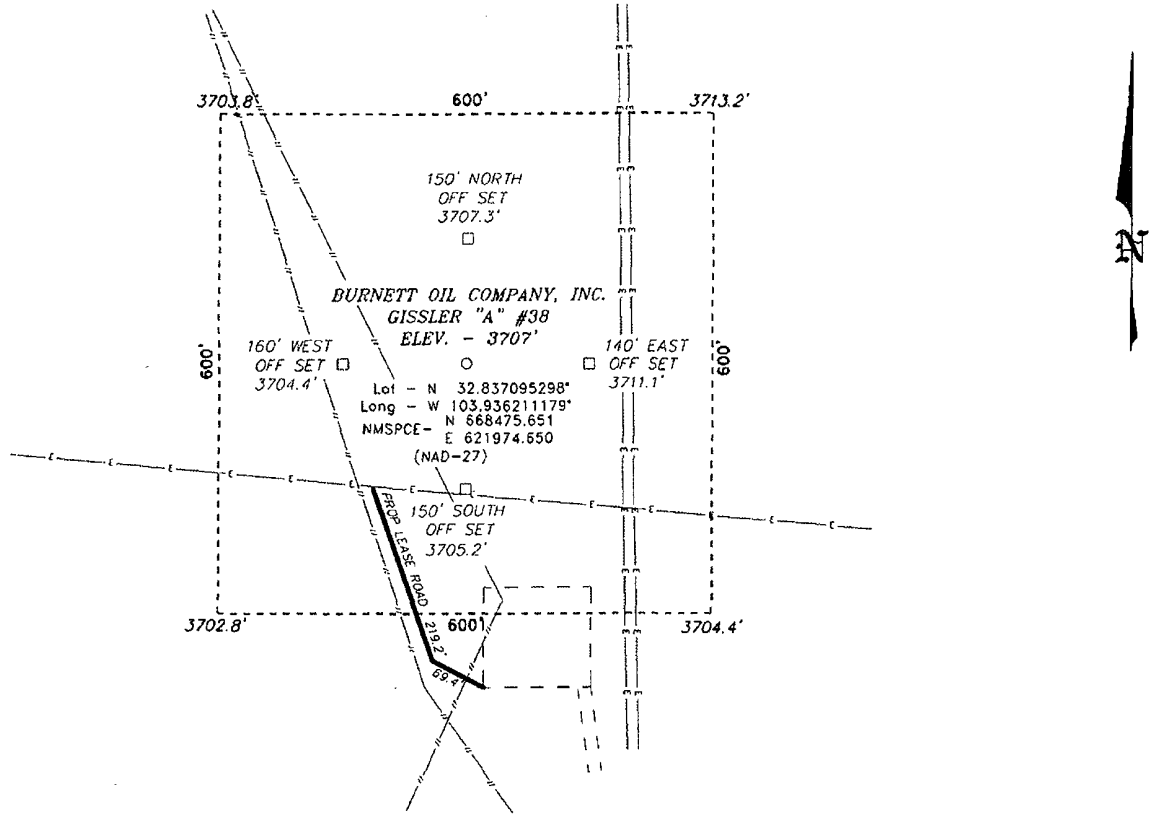 3703.8'
600'
3713.2'
150' NORTH
OFF SET
3707.3'
N
BURNETT OIL COMPANY, INC.
GISSLER "A" #38
ELEV. - 3707'
600'
160' WEST
OFF SET
3704.4'
140' EAST
OFF SET
3711.1'
600'
Lat - N 32.837095298°
Long - W 103.936211179°
NMSPCE- N 668475.651
E 621974.650
(NAD-27)
150' SOUTH
OFF SET
3705.2'
PROP LEASE ROAD 219.2'
69.4'
3702.8'
600'
3704.4'